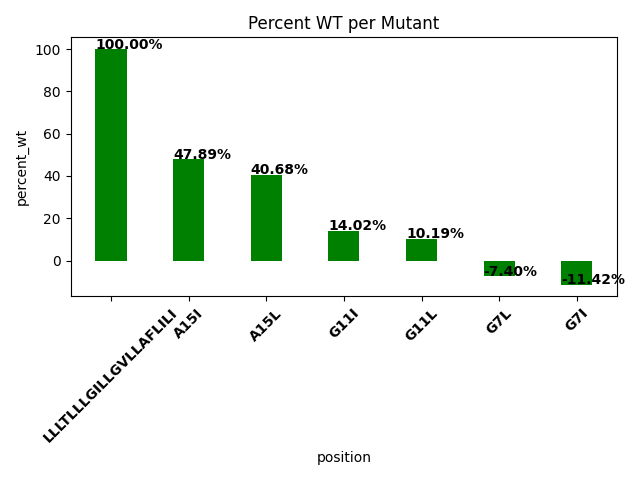 Percent WT per Mutant
percent_wt
100
80
60
40
20
0
100.00%
47.89%
40.68%
14.02%
10.19%
-7.40%
-11.42%
LLLTLLLGILLGVLLAFLILI
A15I
A15L
G11I
G11L
G7L
G7I
position